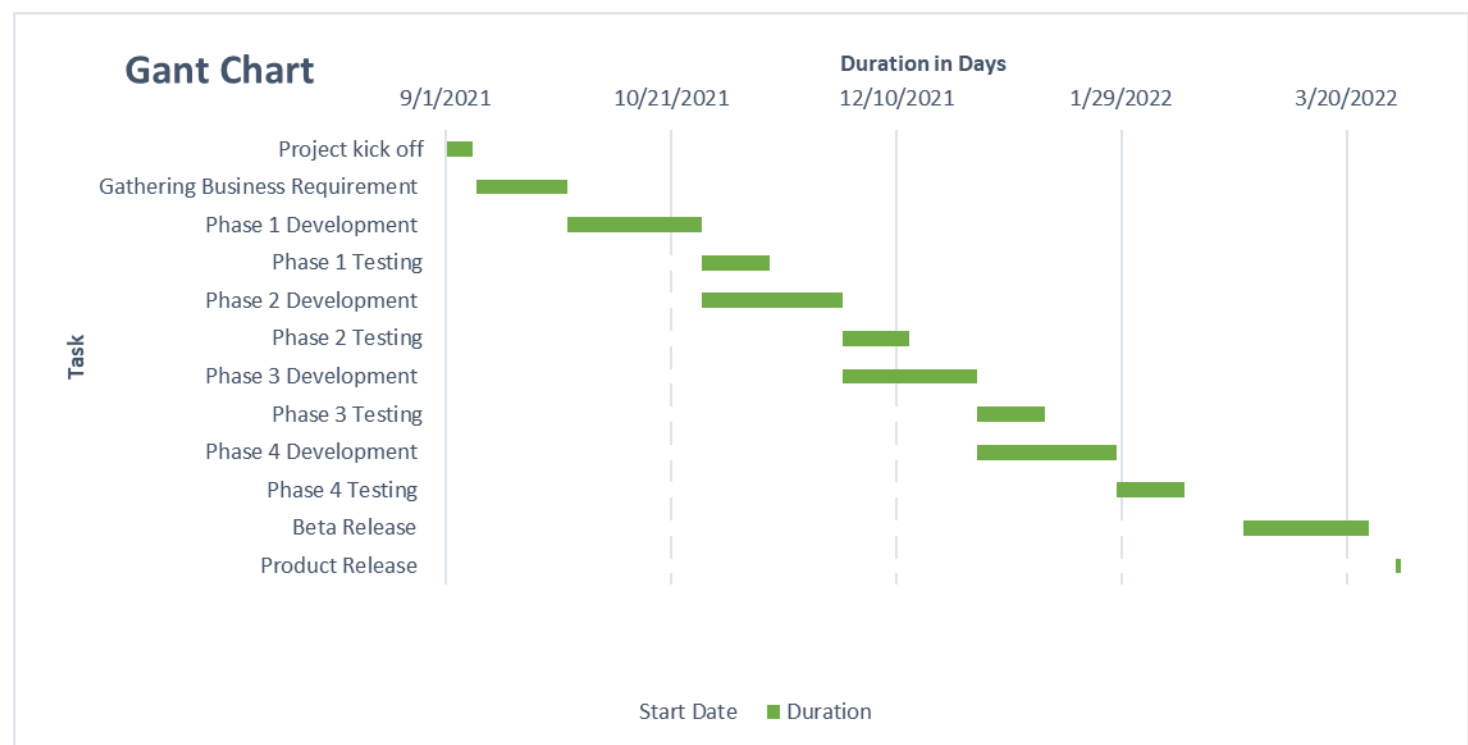 Gant Chart
Duration in Days
9/1/2021 10/21/2021 12/10/2021 1/29/2022 3/20/2022
Project kick off
Gathering Business Requirement
Phase 1 Development
Phase 1 Testing
Phase 2 Development
Phase 2 Testing
Phase 3 Development
Phase 3 Testing
Phase 4 Development
Phase 4 Testing
Beta Release
Product Release
Task
Start Date Duration